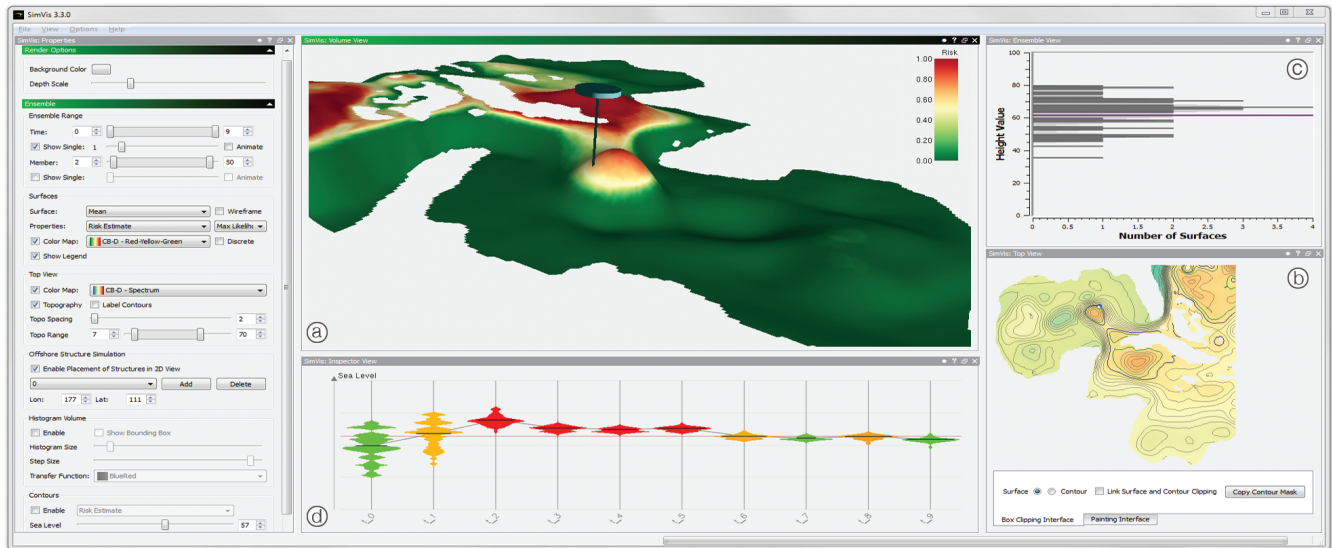 SimVis 3.3.0
File View Options Help
SimVis: Properties
Render Options
Background Color
Depth Scale
Ensemble
Ensemble Range
Time: 0 9
Show Single: 1 Animate
Member: 2 50
Show Single: Animate
Surfaces
Surface: Mean Wireframe
Properties: Risk Estimate Max Likelih
Color Map: CB-D - Red-Yellow-Green Discrete
Show Legend
Top View
Color Map: CB-D - Spectrum
Topography Label Contours
Topo Spacing 2
Topo Range 7 70
Offshore Structure Simulation
Enable Placement of Structures in 2D View
0 Add Delete
Lon: 177 Lat: 111
Histogram Volume
Enable Show Bounding Box
Histogram Size
Step Size
Transfer Function: BlueRed
Contours
Enable Risk Estimate
Sea Level 57
SimVis: Volume View
Risk
1.00
0.80
0.60
0.40
0.20
0.00
a
SimVis: Inspector View
Sea Level
d
t_0 t_1 t_2 t_3 t_4 t_5 t_6 t_7 t_8 t_9
SimVis: Ensemble View
c
Height Value
100
80
60
40
20
0
0 0.5 1 1.5 2 2.5 3 3.5 4
Number of Surfaces
SimVis: Top View
b
Surface Contour Link Surface and Contour Clipping Copy Contour Mask
Box Clipping Interface Painting Interface